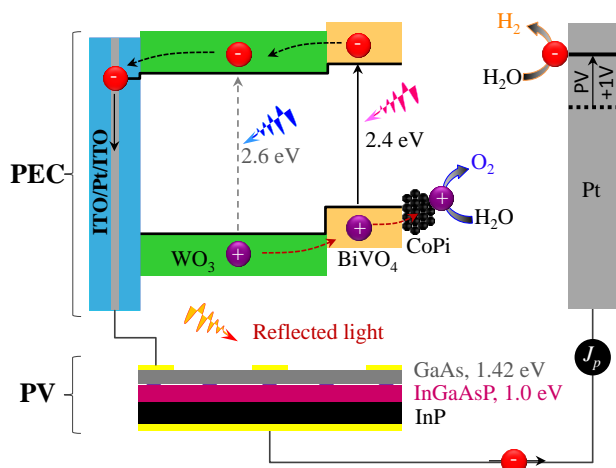 H₂
H₂O
PV
+1V
Pt
PEC
ITO/Pt/ITO
2.6 eV
2.4 eV
O₂
H₂O
WO₃
BiVO₄
CoPi
Reflected light
Jₚ
PV
GaAs, 1.42 eV
InGaAsP, 1.0 eV
InP